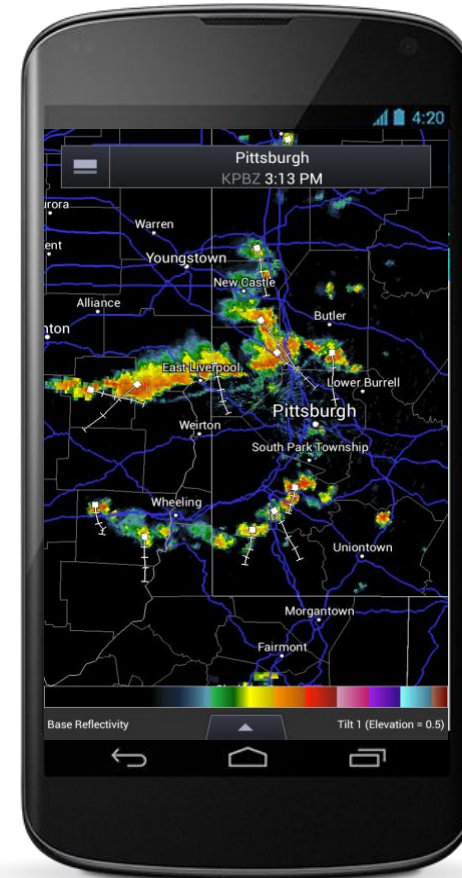 4:20
Pittsburgh
KPBZ 3:13 PM
Warren
Youngstown
New Castle
Alliance
Butler
East Liverpool
Lower Burrell
Pittsburgh
Weirton
South Park Township
Wheeling
Uniontown
Morgantown
Fairmont
Base Reflectivity
Tilt 1 (Elevation = 0.5)